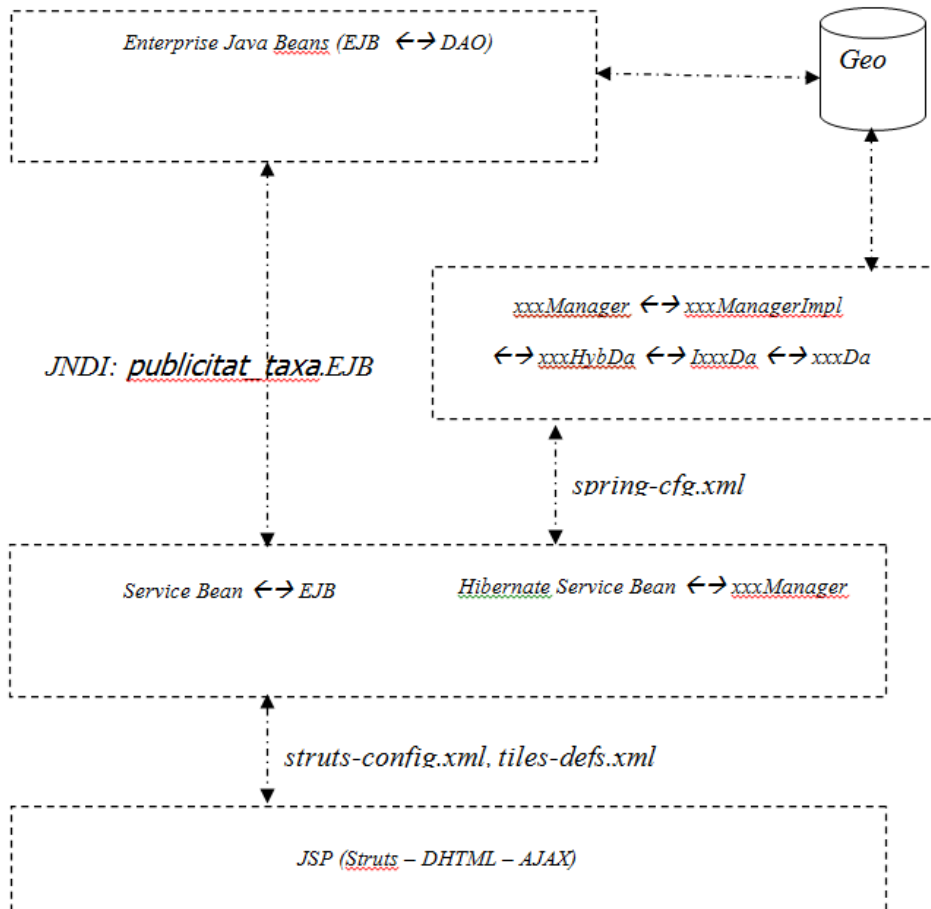 Enterprise Java Beans (EJB ←→ DAO)
Geo
xxxManager ←→ xxxManagerImpl
←→ xxxHybDa ←→ IxxxDa ←→ xxxDa
JNDI: publicitat_taxa.EJB
spring-cfg.xml
Service Bean ←→ EJB
Hibernate Service Bean ←→ xxxManager
struts-config.xml, tiles-defs.xml
JSP (Struts – DHTML – AJAX)